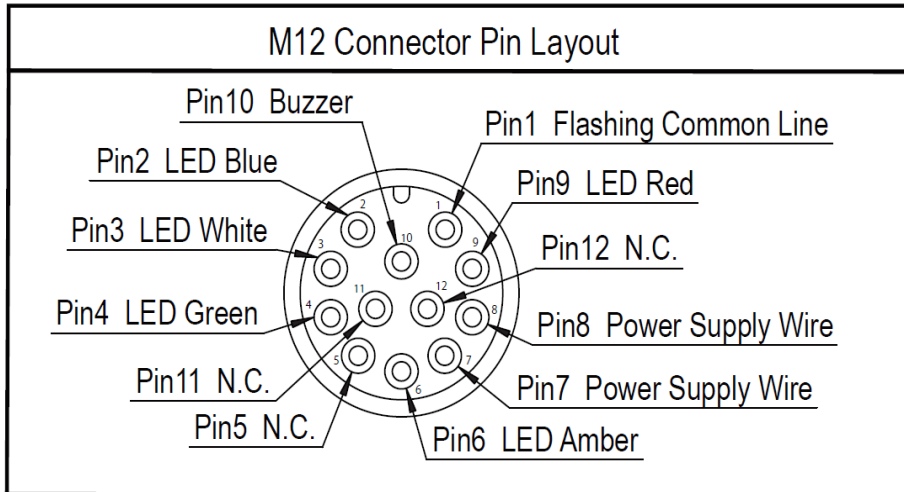 M12 Connector Pin Layout
Pin10 Buzzer
Pin1 Flashing Common Line
Pin2 LED Blue
Pin9 LED Red
Pin3 LED White
Pin12 N.C.
Pin4 LED Green
Pin8 Power Supply Wire
Pin11 N.C.
Pin7 Power Supply Wire
Pin5 N.C.
Pin6 LED Amber
2
1
10
3
9
11
12
4
8
5
7
6